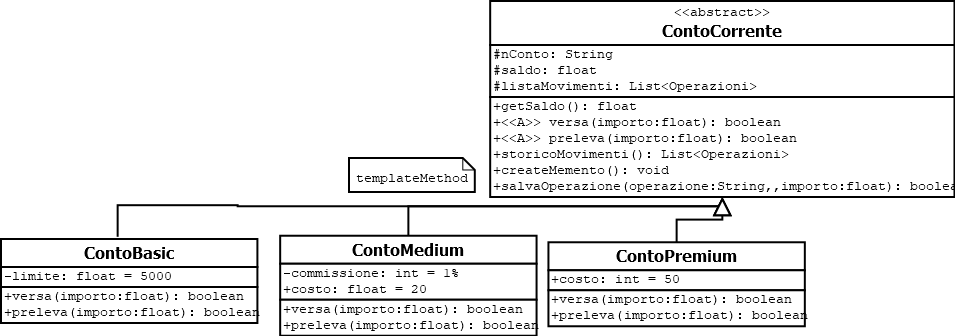 <<abstract>>
ContoCorrente
#nConto: String
#saldo: float
#listaMovimenti: List<Operazioni>
+getSaldo(): float
+<<A>> versa(importo:float): boolean
+<<A>> preleva(importo:float): boolean
+storicoMovimenti(): List<Operazioni>
+createMemento(): void
+salvaOperazione(operazione:String,,importo:float): boolea
templateMethod
ContoBasic
-limite: float = 5000
+versa(importo:float): boolean
+preleva(importo:float): boolean
ContoMedium
-commissione: int = 1%
+costo: float = 20
+versa(importo:float): boolean
+preleva(importo:float): boolean
ContoPremium
+costo: int = 50
+versa(importo:float): boolean
+preleva(importo:float): boolean